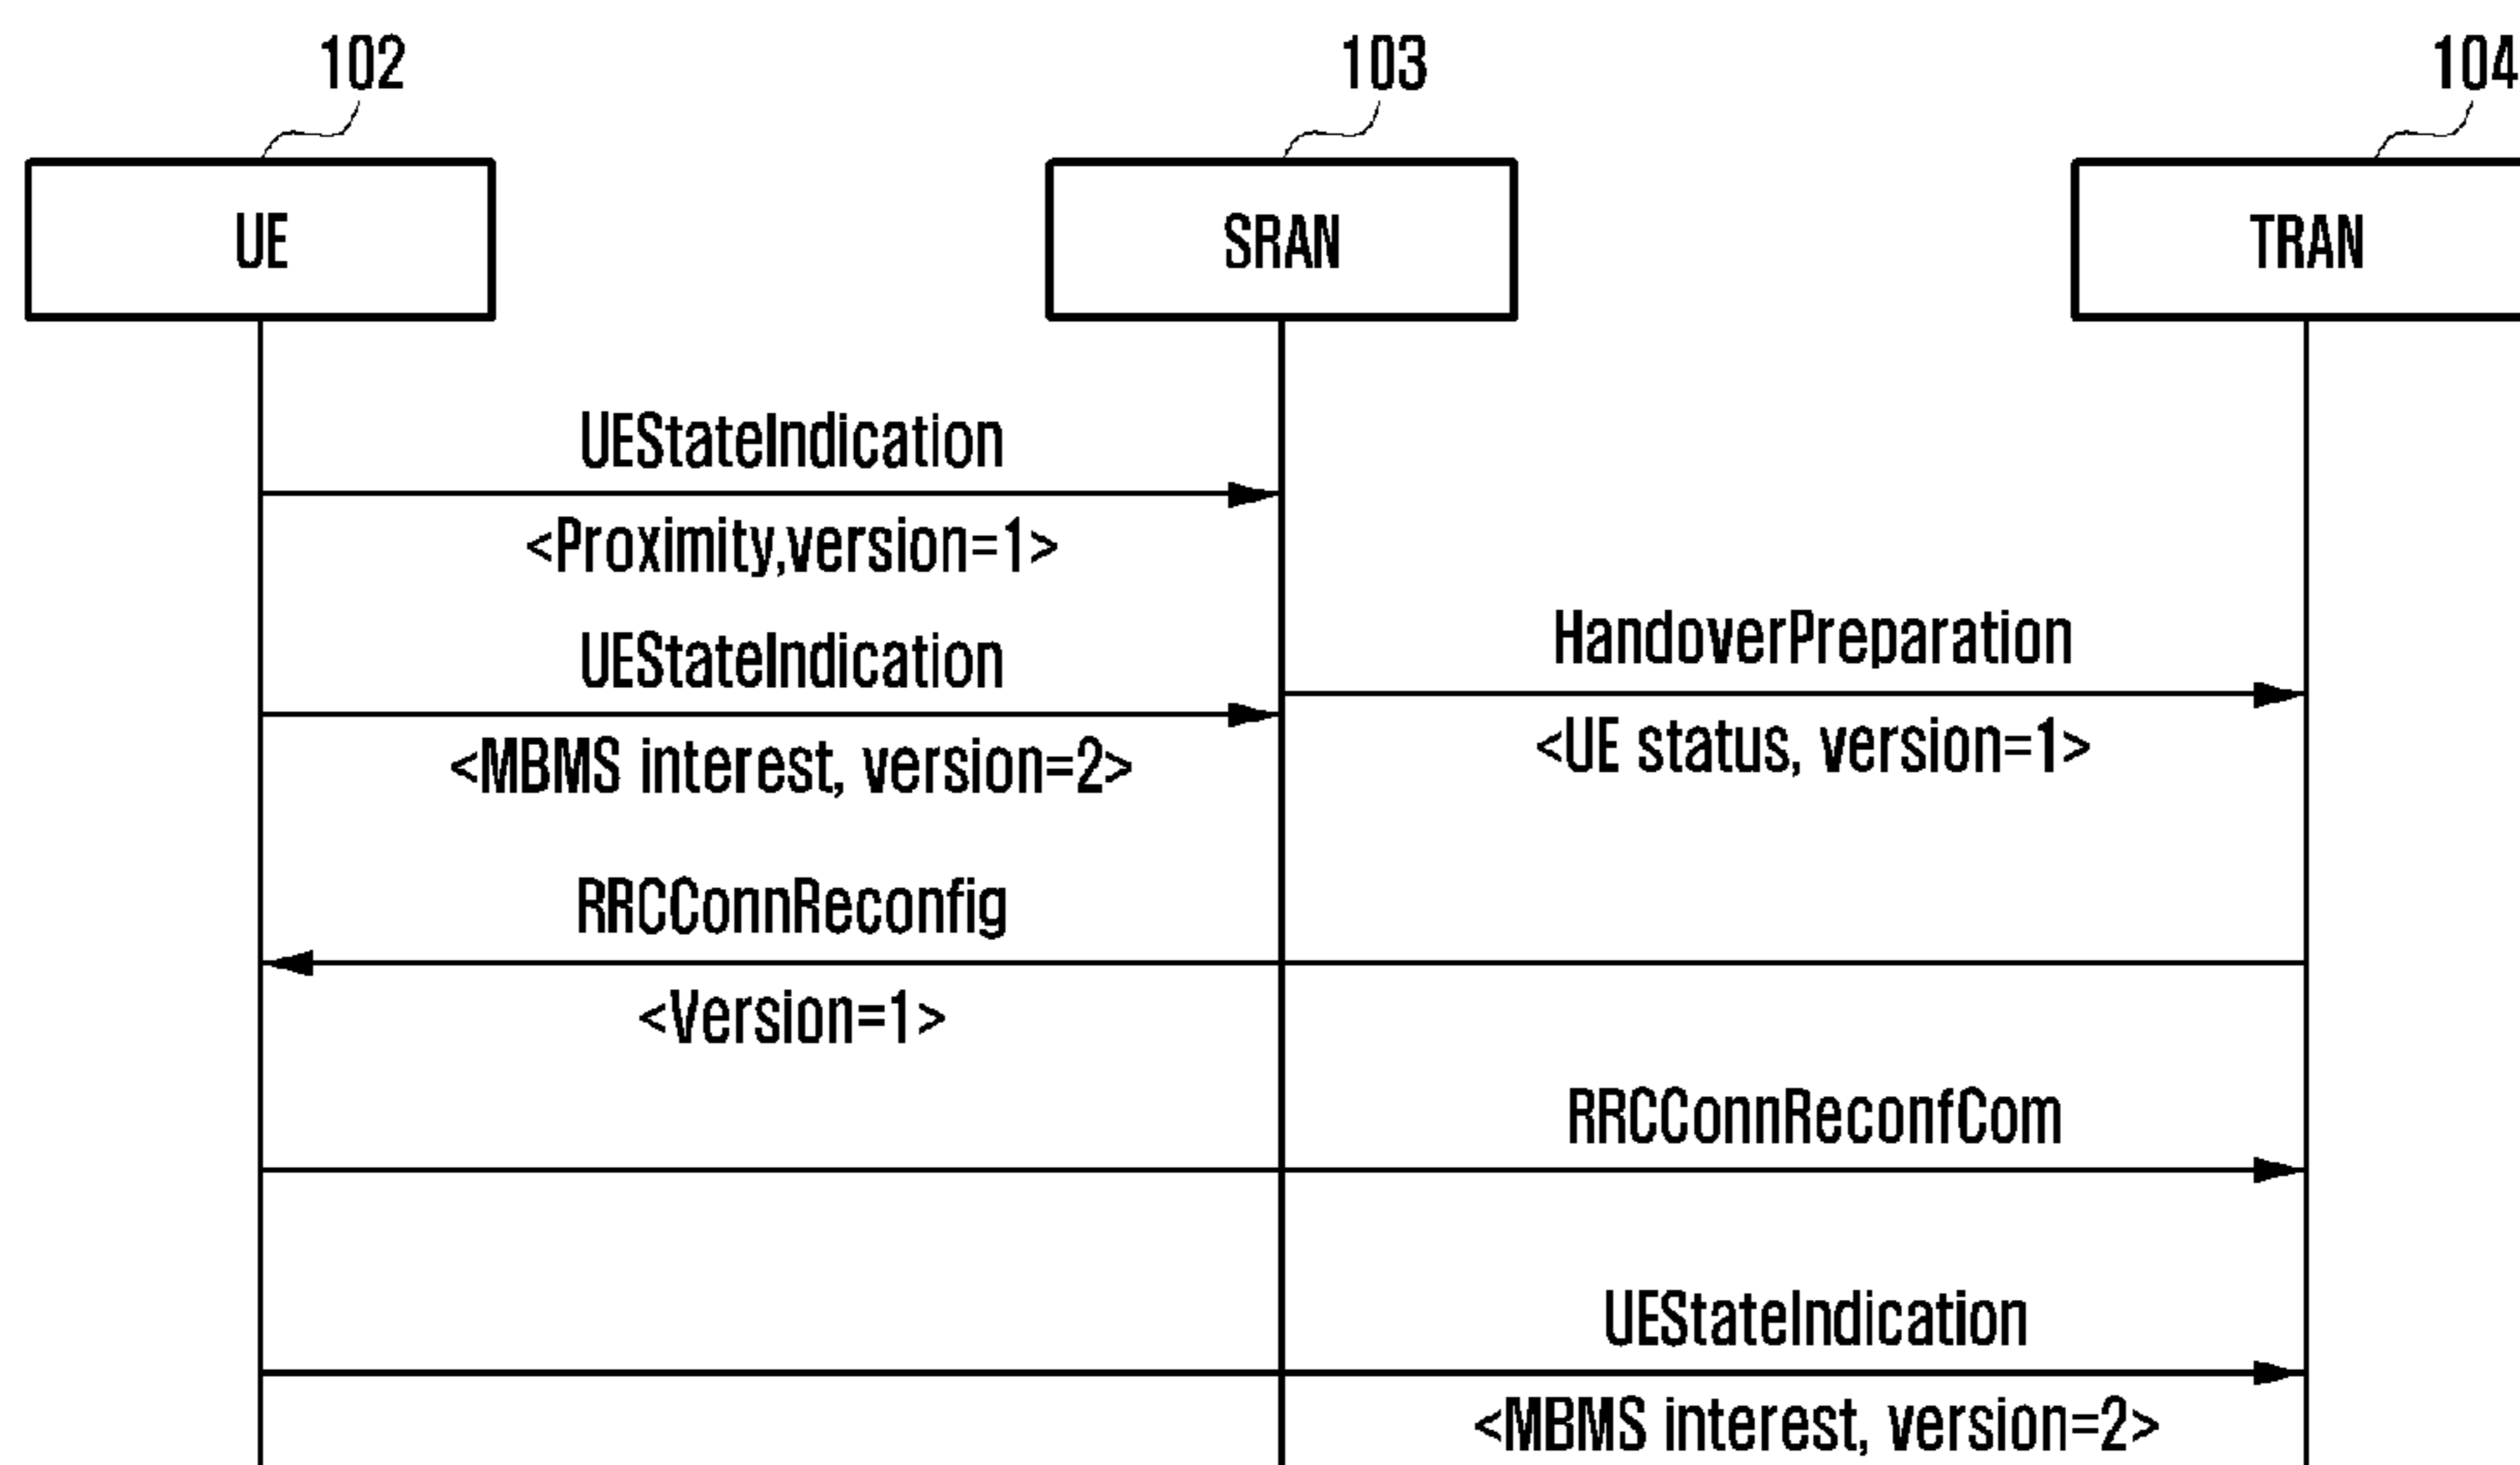 102
103
104
UE
SRAN
TRAN
UEStateIndication
<Proximity,version=1>
HandoverPreparation
UEStateIndication
<UE status, version=1>
<MBMS interest, version=2>
RRCConnReconfig
<Version=1>
RRCConnReconfCom
UEStateIndication
<MBMS interest, version=2>